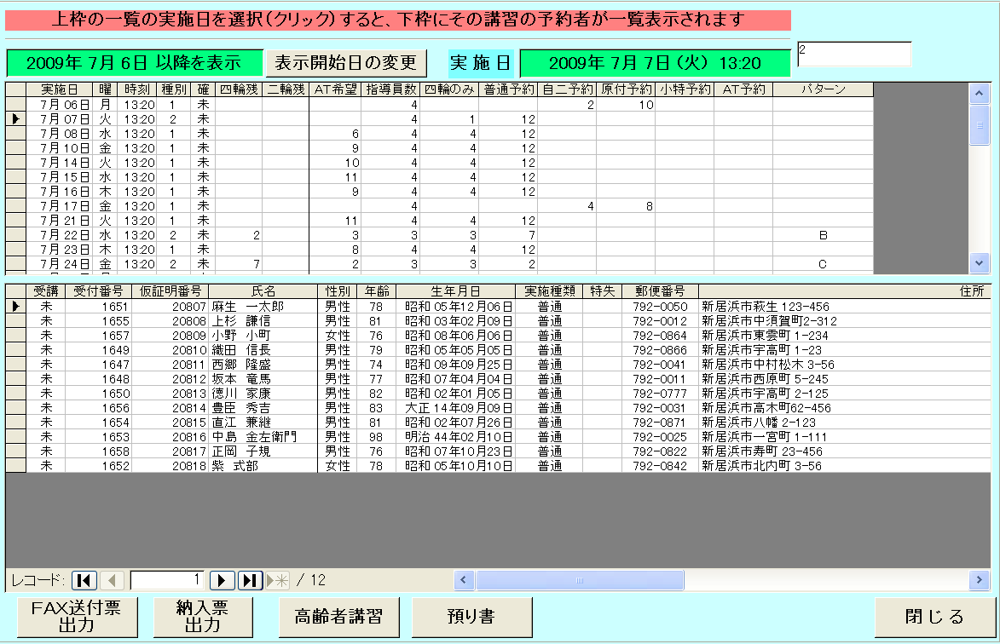 上枠の一覧の実施日を選択(クリック)すると、下枠にその講習の予約者が一覧表示されます
2009年 7月 6日 以降を表示 表示開始日の変更 実 施 日 2009年 7月 7日(火) 13:20 2
実施日 曜 時刻 種別 確 四輪残 二輪残 AT希望 指導員数 四輪のみ 普通予約 自二予約 原付予約 小特予約 AT予約 パターン
7月 06日 月 13:20 1 未 4 2 10
7月 07日 火 13:20 2 未 4 1 12
7月 08日 水 13:20 1 未 6 4 4 12
7月 10日 金 13:20 1 未 9 4 4 12
7月 14日 火 13:20 1 未 10 4 4 12
7月 15日 水 13:20 1 未 11 4 4 12
7月 16日 木 13:20 1 未 9 4 4 12
7月 17日 金 13:20 1 未 4 4 8
7月 21日 火 13:20 1 未 11 4 4 12
7月 22日 水 13:20 2 未 2 3 3 3 7 B
7月 23日 木 13:20 1 未 8 4 4 12
7月 24日 金 13:20 2 未 7 2 3 3 2 C
受講 受付番号 仮証明番号 氏名 性別 年齢 生年月日 実施種類 特失 郵便番号 住所
未 1651 20807 麻生 一太郎 男性 78 昭和 05年12月06日 普通 792-0050 新居浜市萩生 123-456
未 1655 20808 上杉 謙信 男性 81 昭和 03年02月09日 普通 792-0012 新居浜市中須賀町2-312
未 1657 20809 小野 小町 女性 76 昭和 08年06月06日 普通 792-0864 新居浜市東雲町 1-234
未 1649 20810 織田 信長 男性 79 昭和 05年05月05日 普通 792-0866 新居浜市宇高町 1-23
未 1647 20811 西郷 隆盛 男性 74 昭和 09年09月25日 普通 792-0041 新居浜市中村松木 3-56
未 1648 20812 坂本 竜馬 男性 77 昭和 07年04月04日 普通 792-0011 新居浜市西原町 5-245
未 1650 20813 徳川 家康 男性 82 昭和 02年01月05日 普通 792-0777 新居浜市宇高町 2-125
未 1656 20814 豊臣 秀吉 男性 83 大正 14年09月09日 普通 792-0031 新居浜市高木町62-456
未 1654 20815 直江 兼継 男性 81 昭和 02年07月26日 普通 792-0871 新居浜市八幡 2-123
未 1653 20816 中島 金左衛門 男性 98 明治 44年02月10日 普通 792-0025 新居浜市一宮町 1-111
未 1658 20817 正岡 子規 男性 76 昭和 07年10月23日 普通 792-0822 新居浜市寿町 23-456
未 1652 20818 紫 式部 女性 78 昭和 05年10月10日 普通 792-0842 新居浜市北内町 3-56
レコード: 1 / 12
FAX送付票
出力
納入票
出力
高齢者講習
預り書
閉 じ る